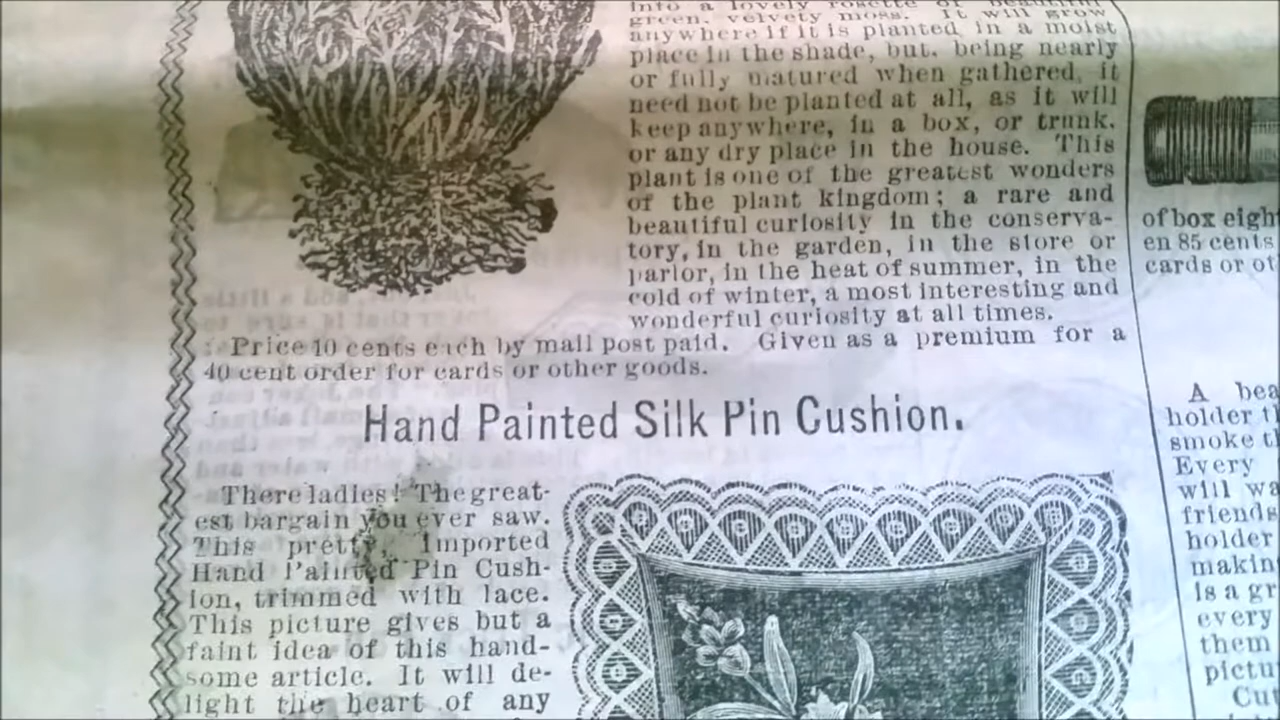 into a lovely rosette of beautiful
green, velvety moss. It will grow
anywhere if it is planted in a moist
place in the shade, but, being nearly
or fully matured when gathered, it
need not be planted at all, as it will
keep anywhere, in a box, or trunk.
or any dry place in the house. This
plant is one of the greatest wonders
of the plant kingdom; a rare and
beautiful curiosity in the conserva-
tory, in the garden, in the store or
parlor, in the heat of summer, in the
cold of winter, a most interesting and
wonderful curiosity at all times.
Price 10 cents each by mail post paid. Given as a premium for a
40 cent order for cards or other goods.
Hand Painted Silk Pin Cushion.
There ladies! The great-
est bargain you ever saw.
This pretty, Imported
Hand Painted Pin Cush-
ion, trimmed with lace.
This picture gives but a
faint idea of this hand-
some article. It will de-
light the heart of any
of box eigh
en 85 cents
cards or ot
A bea
holder t
smoke t
Every
will wa
friends
holder
makin
is a gr
every
them
pictu
Cut